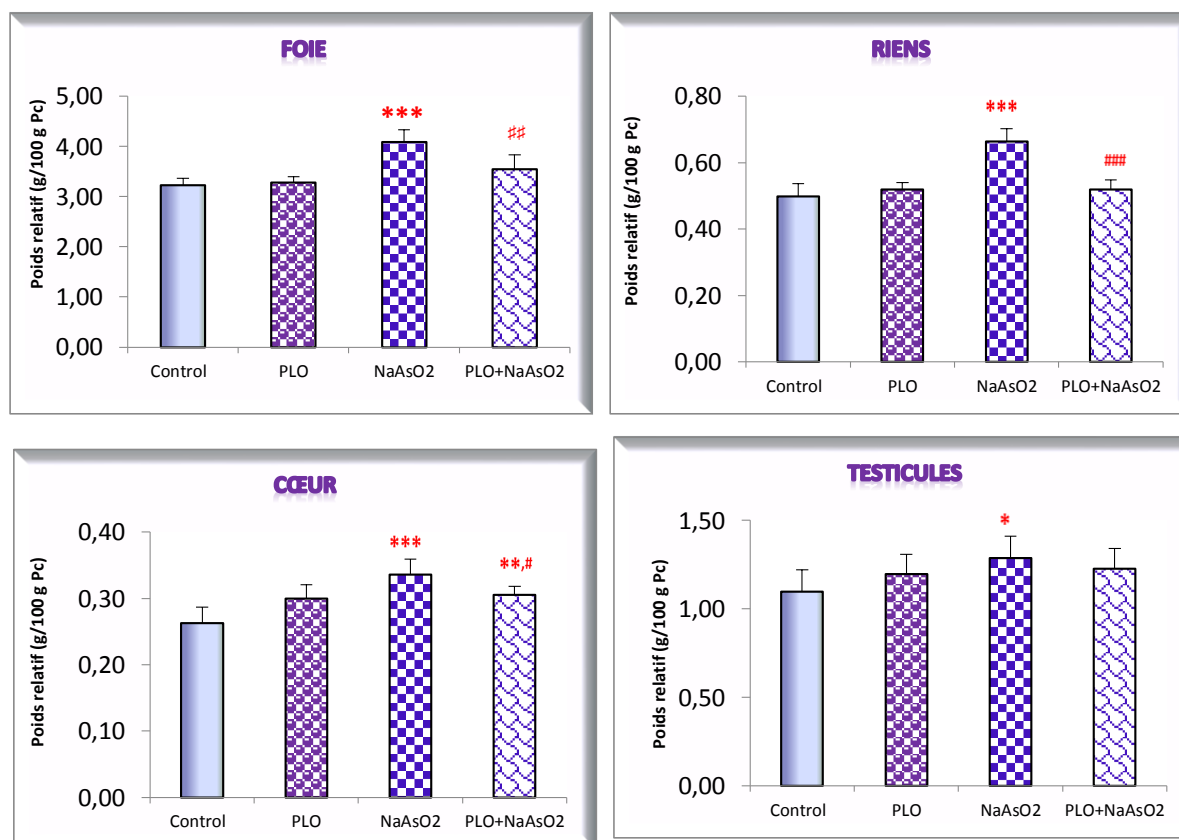 FOIE
Poids relatif (g/100 g Pc)
5,00
4,00
3,00
2,00
1,00
0,00
***
##
Control PLO NaAsO2 PLO+NaAsO2
RIENS
Poids relatif (g/100 g Pc)
0,80
0,60
0,40
0,20
0,00
***
###
Control PLO NaAsO2 PLO+NaAsO2
CŒUR
Poids relatif (g/100 g Pc)
0,40
0,30
0,20
0,10
0,00
***
**,#
Control PLO NaAsO2 PLO+NaAsO2
TESTICULES
Poids relatif (g/100 g Pc)
1,50
1,00
0,50
0,00
*
Control PLO NaAsO2 PLO+NaAsO2